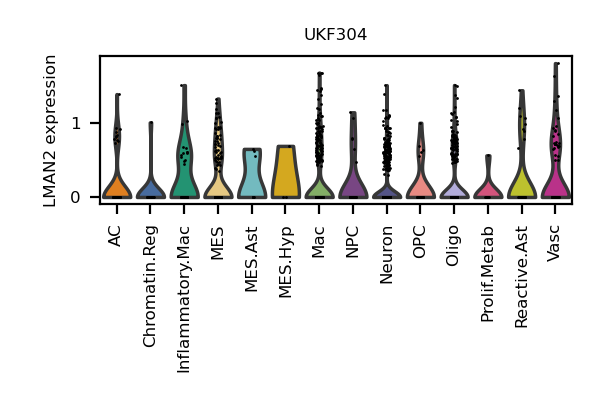 UKF304
LMAN2 expression
1
0
AC
Chromatin.Reg
Inflammatory.Mac
MES
MES.Ast
MES.Hyp
Mac
NPC
Neuron
OPC
Oligo
Prolif.Metab
Reactive.Ast
Vasc